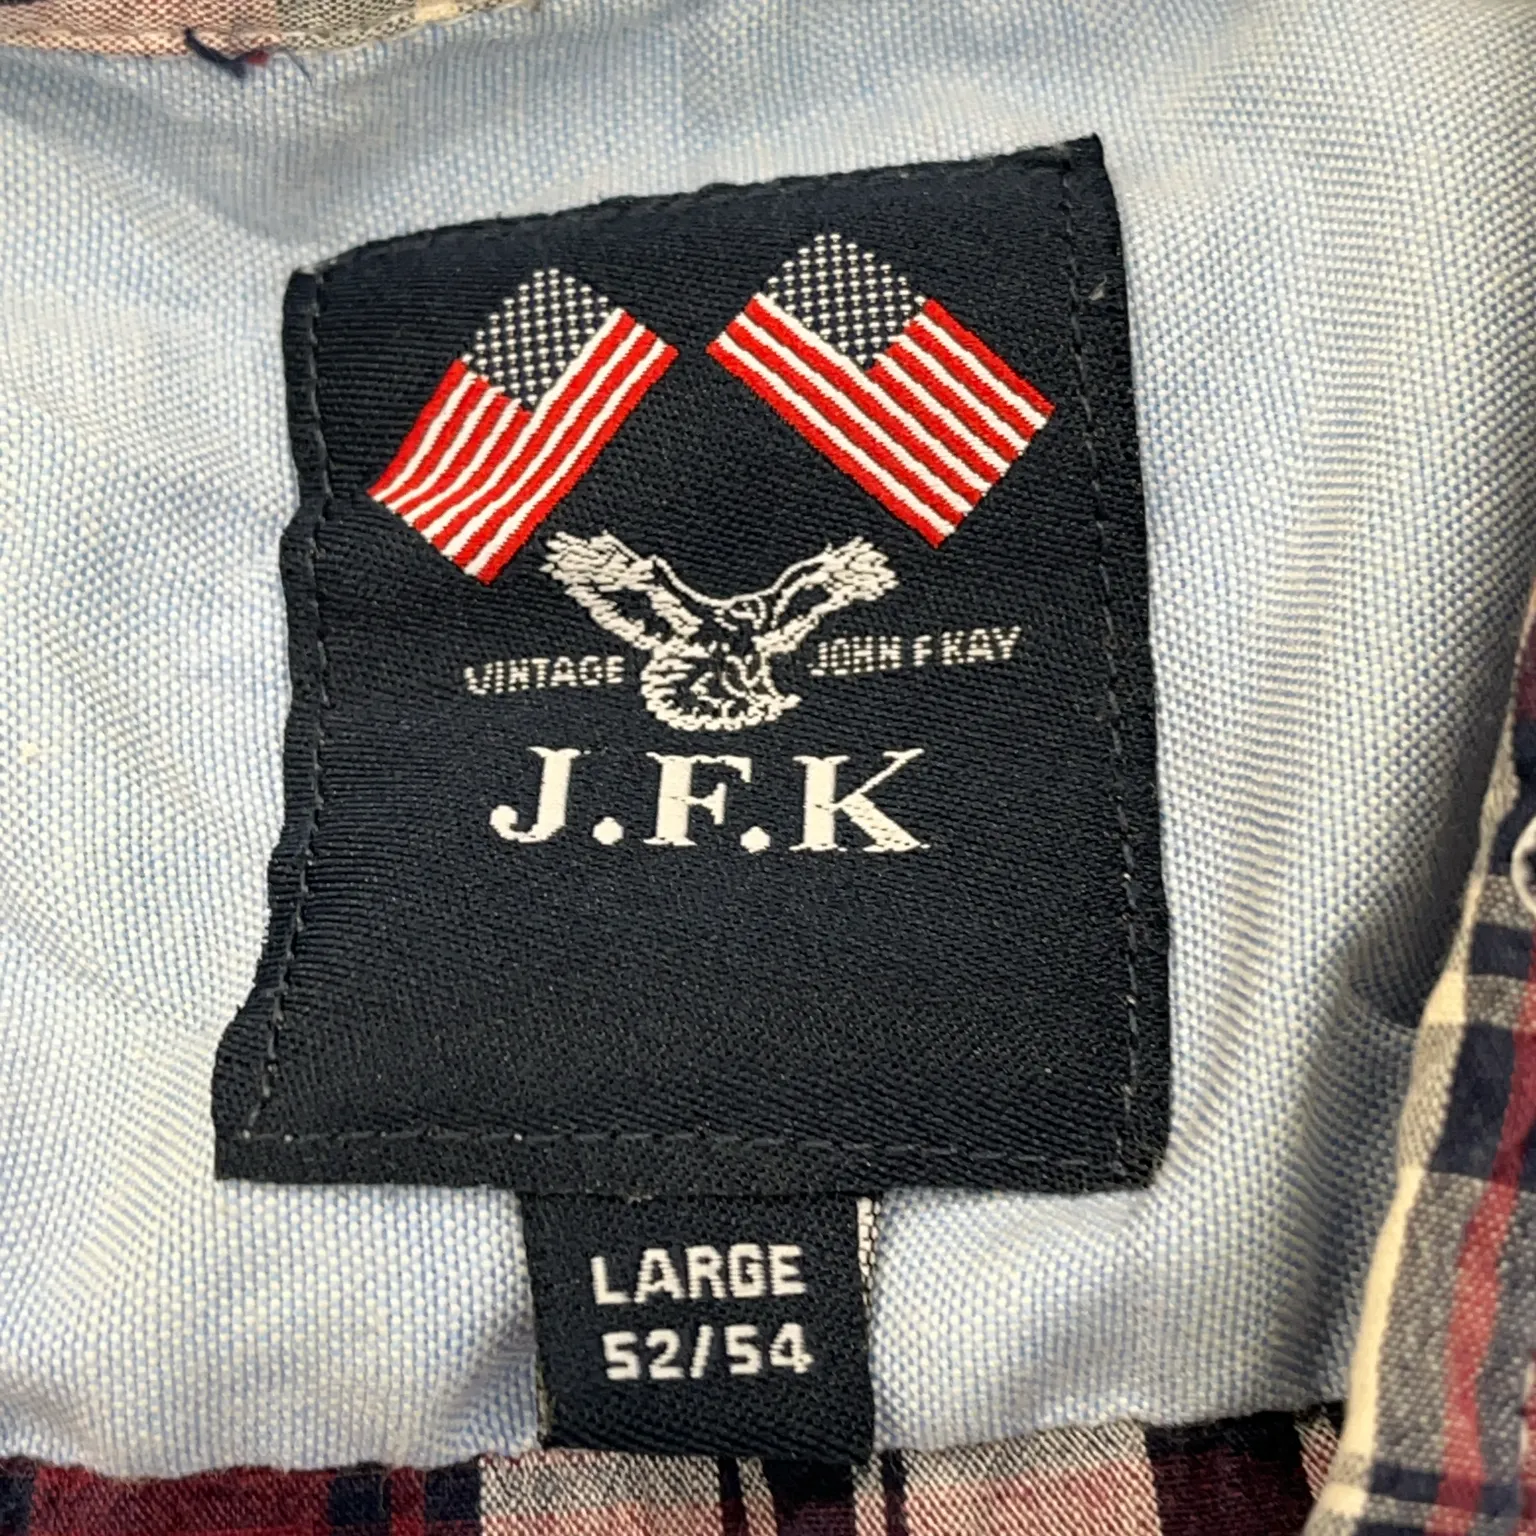 VINTAGE JOHN F KAY
J.F.K
LARGE
52/54